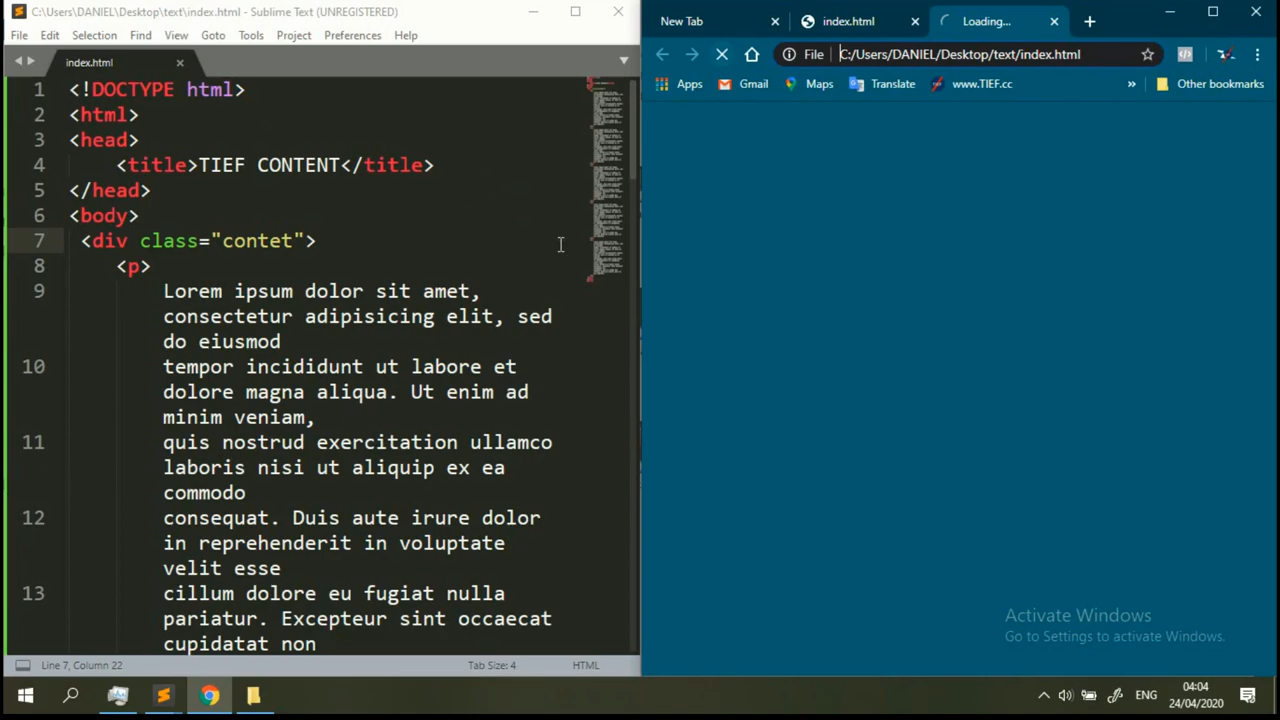 C:\Users\DANIEL\Desktop\text\index.html - Sublime Text (UNREGISTERED)
File Edit Selection Find View Goto Tools Project Preferences Help
index.html
1 <!DOCTYPE html>
2 <html>
3 <head>
4 <title>TIEF CONTENT</title>
5 </head>
6 <body>
7 <div class="contet">
8 <p>
9 Lorem ipsum dolor sit amet,
consectetur adipisicing elit, sed
do eiusmod
10 tempor incididunt ut labore et
dolore magna aliqua. Ut enim ad
minim veniam,
11 quis nostrud exercitation ullamco
laboris nisi ut aliquip ex ea
commodo
12 consequat. Duis aute irure dolor
in reprehenderit in voluptate
velit esse
13 cillum dolore eu fugiat nulla
pariatur. Excepteur sint occaecat
cupidatat non
Line 7, Column 22 Tab Size: 4 HTML
New Tab index.html Loading...
File C:/Users/DANIEL/Desktop/text/index.html
Apps Gmail Maps Translate www.TIEF.cc » Other bookmarks
Activate Windows
Go to Settings to activate Windows.
ENG
04:04
24/04/2020